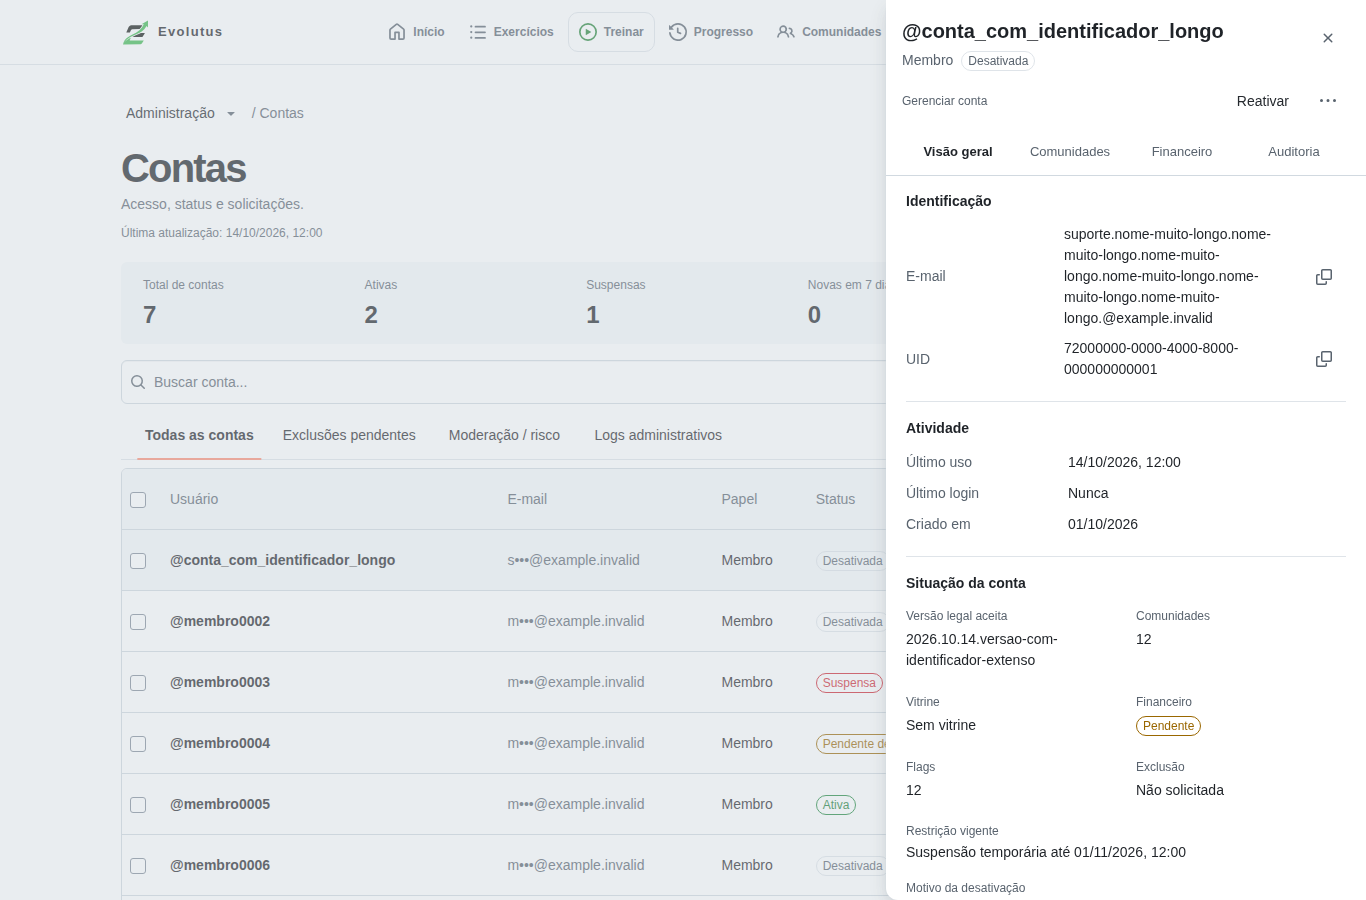 Evolutus
Início
Exercícios
Treinar
Progresso
Comunidades
Administração
/ Contas
Contas
Acesso, status e solicitações.
Última atualização: 14/10/2026, 12:00
Total de contas
Ativas
Suspensas
Novas em 7
7
2
1
0
Buscar conta...
Todas as contas
Exclusões pendentes
Moderação / risco
Logs administrativos
Usuário
E-mail
Papel
Status
@conta_com_identificador_longo
s•••@example.invalid
Membro
Desativada
@membro0002
m•••@example.invalid
Membro
Desativada
@membro0003
m•••@example.invalid
Membro
Suspensa
@membro0004
m•••@example.invalid
Membro
Pendente
@membro0005
m•••@example.invalid
Membro
Ativa
@membro0006
m•••@example.invalid
Membro
Desativada
@conta_com_identificador_longo
Membro
Desativada
Gerenciar conta
Reativar
Visão geral
Comunidades
Financeiro
Auditoria
Identificação
E-mail
suporte.nome-muito-longo.nome-
muito-longo.nome-muito-
longo.nome-muito-longo.nome-
muito-longo.nome-muito-
longo.@example.invalid
UID
72000000-0000-4000-8000-
000000000001
Atividade
Último uso
14/10/2026, 12:00
Último login
Nunca
Criado em
01/10/2026
Situação da conta
Versão legal aceita
Comunidades
2026.10.14.versao-com-
identificador-extenso
12
Vitrine
Financeiro
Sem vitrine
Pendente
Flags
Exclusão
12
Não solicitada
Restrição vigente
Suspensão temporária até 01/11/2026, 12:00
Motivo da desativação